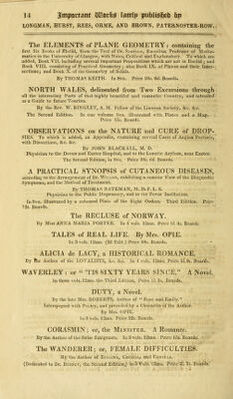 14 Important Works lately published by
LONGMAN, HURST, REES, ORME, AND BROWN, PATERNOSTER-ROW.
The ELEMENTS of PLANE GEOMETRY; containing the
first Six Books of Euclid, from the Text of Dr. Simson, Emeritus Professor of Mathe-
matics in the University of Glasgow, with Notes, Critical and Explanatory. To which are
added, Book VII. including several important Propositions which are not in Euclid; and
Book VIII. consisting of Practical Geometry; also Book IX. of Planes and their Inter-
sections; and Book X. of the Geometry of Solids.
By THOMAS KEITH. In 8vo. Price 10s. 6d. Boards.
NORTH WALES, delineated from Two Excursions through
all the interesting Parts of that highly beautiful and romantic Country, and intended
as a Guide to future Tourists.
By the Rev. W. BINGLEY, A. M. Fellow of the Linnean Society, &c. &c.
The Second Edition. In one volume 8vo. Illustrated with Plates and a Map.
Price 15s. Boards.
OBSERVATIONS on the NATURE and CURE of DROP-
SIES. To which is added, an Appendix, containing several Cases of Angina Pectoris,
with Dissections, &c. &c.
By JOHN BLACKALL, M. D.
Physician to the Devon and Exeter Hospital, and to the Lunatic Asylum, near Exeter.
The Second Edition, in 8vo. Price 10s. 6d. Boards.
A PRACTICAL SYNOPSIS of CUTANEOUS DISEASES,
according to the Arrangement of Dr. Willan, exhibiting a concise View of the Diagnostic
Symptoms, and the Method of Treatment.
By THOMAS BATEMAN, M. D. F. L. S.
Physician to the Public Dispensary, and to the Fever Institution.
In 8vo. illustrated by a coloured Plate of the eight Orders. Third Edition. Price
12s. Boards.
The RECLUSE of NORWAY.
By Miss ANNA MARIA PORTER. In 4 vols. 12mo. Price 1l. 4s. Boards.
TALES of REAL LIFE. By Mrs. OPIE.
In 3 vols. 12mo. (3d Edit.) Price 18s. Boards.
ALICIA de LACY; a HISTORICAL ROMANCE.
By the Author of the LOYALISTS, &c. &c. In 4 vols. 12mo. Price 1l. 8s. Boards.
WAVERLEY: or "'TIS SIXTY YEARS SINCE." A Novel.
In three vols. 12mo. the Third Edition, Price 1l. 1s. Boards.
DUTY, a Novel.
By the late Mrs. ROBERTS, Author of "Rose and Emily."
Interspersed with Poetry, and preceded by a Character of the Author.
By Mrs. OPIE.
In 3 vols. 12mo. Price 12s. Boards.
CORASMIN; or, the MINISTER. A Romance.
By the Author of the Swiss Emigrants. In 3 vols. 12mo. Price 15s. Boards.
The WANDERER; or, FEMALE DIFFICULTIES.
By the Author of Evelina, Cecilia, and Camilla.
(Dedicated to Dr. Burney, the Second Edition,) in 5 vols. 12mo. Price 2l. 2s. Boards.